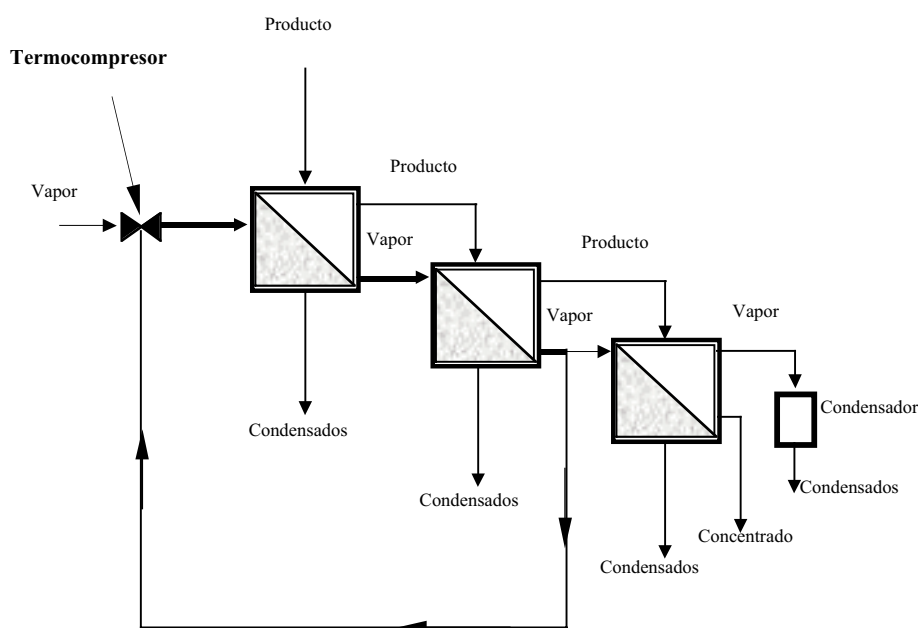 Producto
Termocompresor
Producto
Vapor
Vapor
Producto
Vapor
Vapor
Condensador
Condensados
Condensados
Condensados
Concentrado
Condensados